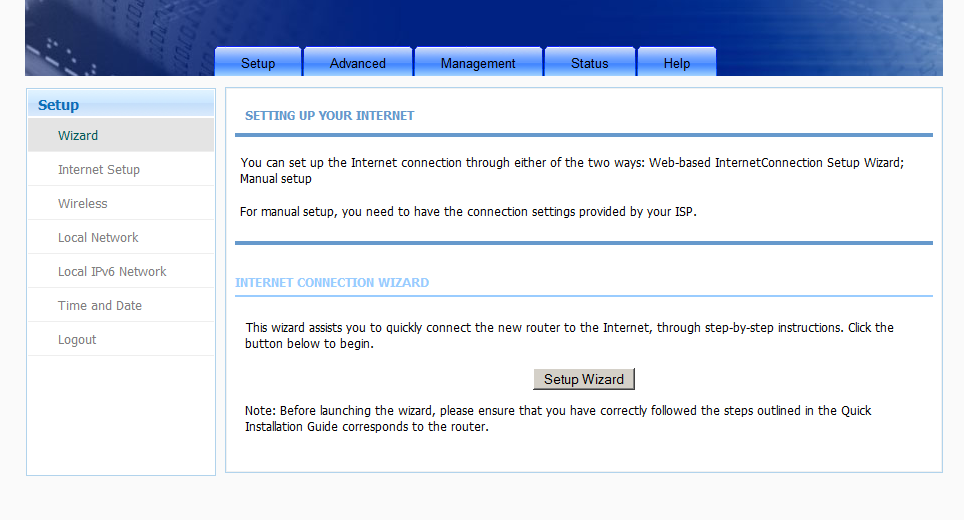 Setup
Advanced
Management
Status
Help
Setup
Wizard
Internet Setup
Wireless
Local Network
Local IPv6 Network
Time and Date
Logout
SETTING UP YOUR INTERNET
You can set up the Internet connection through either of the two ways: Web-based InternetConnection Setup Wizard;
Manual setup
For manual setup, you need to have the connection settings provided by your ISP.
INTERNET CONNECTION WIZARD
This wizard assists you to quickly connect the new router to the Internet, through step-by-step instructions. Click the
button below to begin.
Setup Wizard
Note: Before launching the wizard, please ensure that you have correctly followed the steps outlined in the Quick
Installation Guide corresponds to the router.